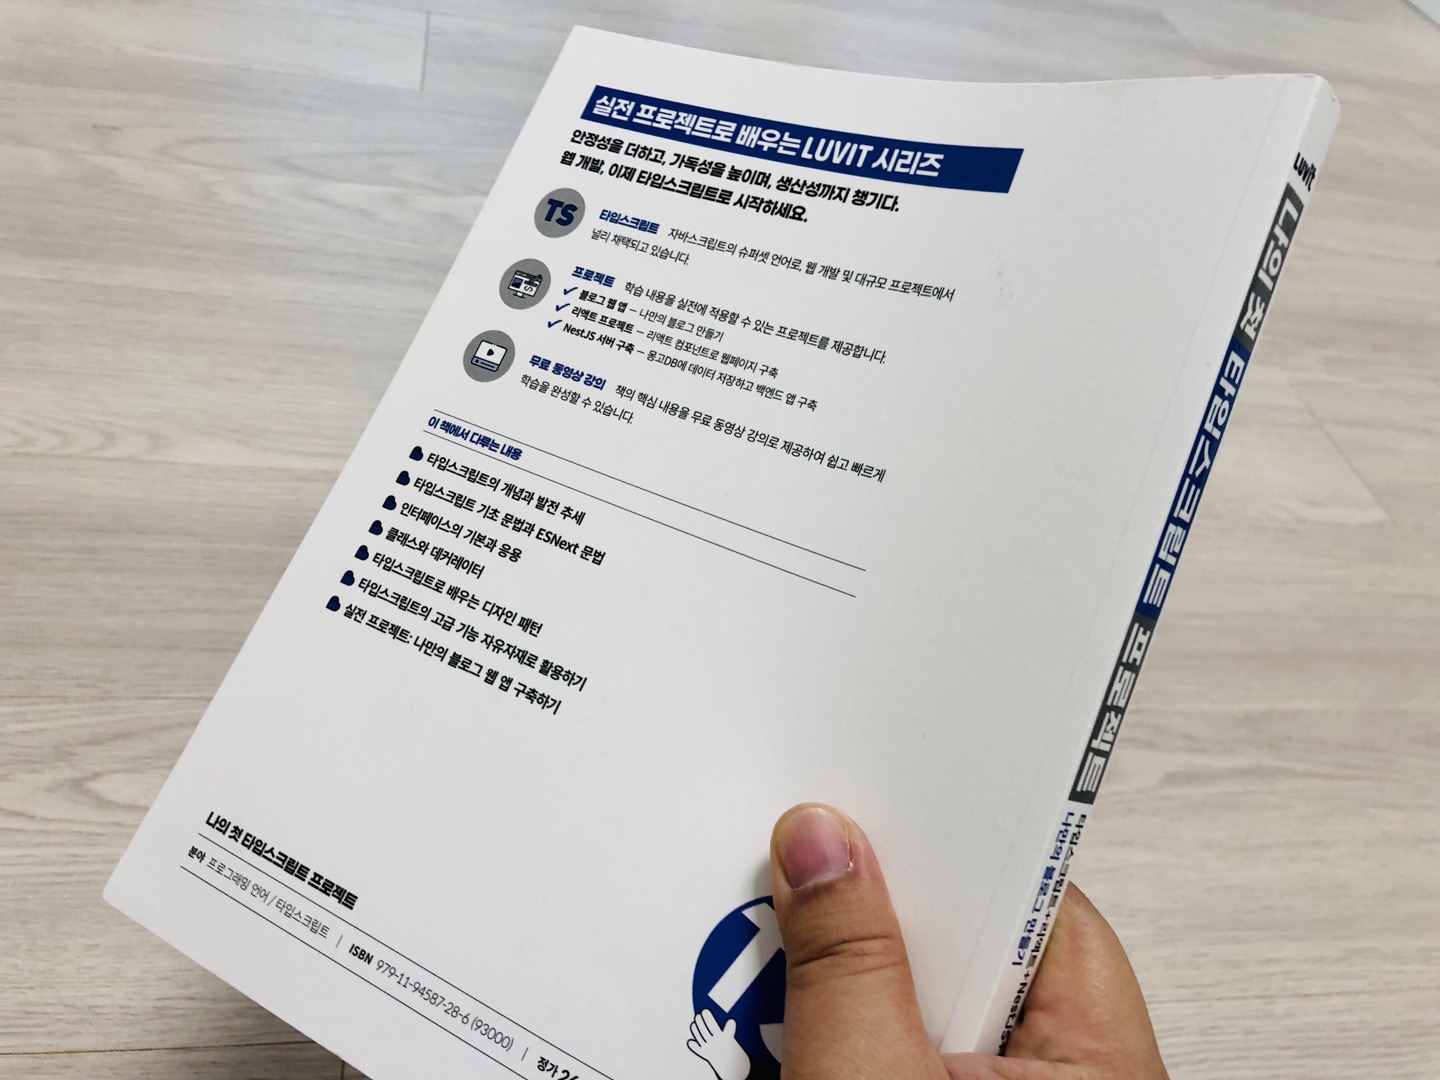 실전 프로젝트로 배우는 LUVIT 시리즈
안정성을 더하고, 가독성을 높이며, 생산성까지 챙기다.
웹 개발, 이제 타입스크립트로 시작하세요.
TS
타입스크립트 자바스크립트의 슈퍼셋 언어로, 웹 개발 및 대규모 프로젝트에서
널리 채택되고 있습니다.
프로젝트 학습 내용을 실전에 적용할 수 있는 프로젝트를 제공합니다.
블로그 웹 앱 – 나만의 블로그 만들기
리액트 프로젝트 – 리액트 컴포넌트로 웹페이지 구축
NestJS 서버 구축 – 몽고DB에 데이터 저장하고 백엔드 앱 구축
무료 동영상 강의 책의 핵심 내용을 무료 동영상 강의로 제공하여 쉽고 빠르게
학습을 완성할 수 있습니다.
이 책에서 다루는 내용
타입스크립트의 개념과 발전 추세
타입스크립트 기초 문법과 ESNext 문법
인터페이스의 기본과 응용
클래스와 데커레이터
타입스크립트로 배우는 디자인 패턴
타입스크립트의 고급 기능 자유자재로 활용하기
실전 프로젝트: 나만의 블로그 웹 앱 구축하기
나의 첫 타입스크립트 프로젝트
분야 프로그래밍 언어 / 타입스크립트 | ISBN 979-11-94587-28-6 (93000) | 정가
Luvit
나의 첫 타입스크립트 프로젝트
타입스크립트+리액트+NestJS로
나만의 블로그 만들기